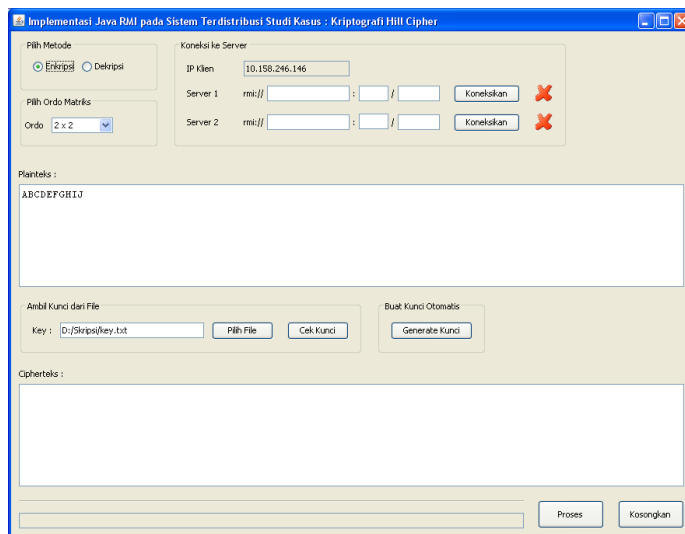 Implementasi Java RMI pada Sistem Terdistribusi Studi Kasus : Kriptografi Hill Cipher
Pilih Metode
Enkripsi Dekripsi
Pilih Ordo Matriks
Ordo 2 x 2
Koneksi ke Server
IP Klien 10.158.246.146
Server 1 rmi:// : / Koneksikan
Server 2 rmi:// : / Koneksikan
Plainteks :
ABCDEFGHIJ
Ambil Kunci dari File
Key : D:/Skripsi/key.txt Pilih File Cek Kunci
Buat Kunci Otomatis
Generate Kunci
Cipherteks :
Proses Kosongkan